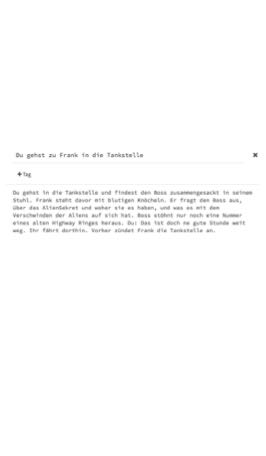 Du gehst zu Frank in die Tankstelle
+ Tag
Du gehst in die Tankstelle und findest den Boss zusammengesackt in seinem
Stuhl. Frank steht davor mit blutigen Knöcheln. Er fragt den Boss aus,
über das AlienSekret und woher sie es haben, und was es mit dem
Verschwinden der Aliens auf sich hat. Boss stöhnt nur noch eine Nummer
eines alten Highway Ringes heraus. Du: Das ist doch ne gute Stunde weit
weg. Ihr fährt dorthin. Vorher zündet Frank die Tankstelle an.